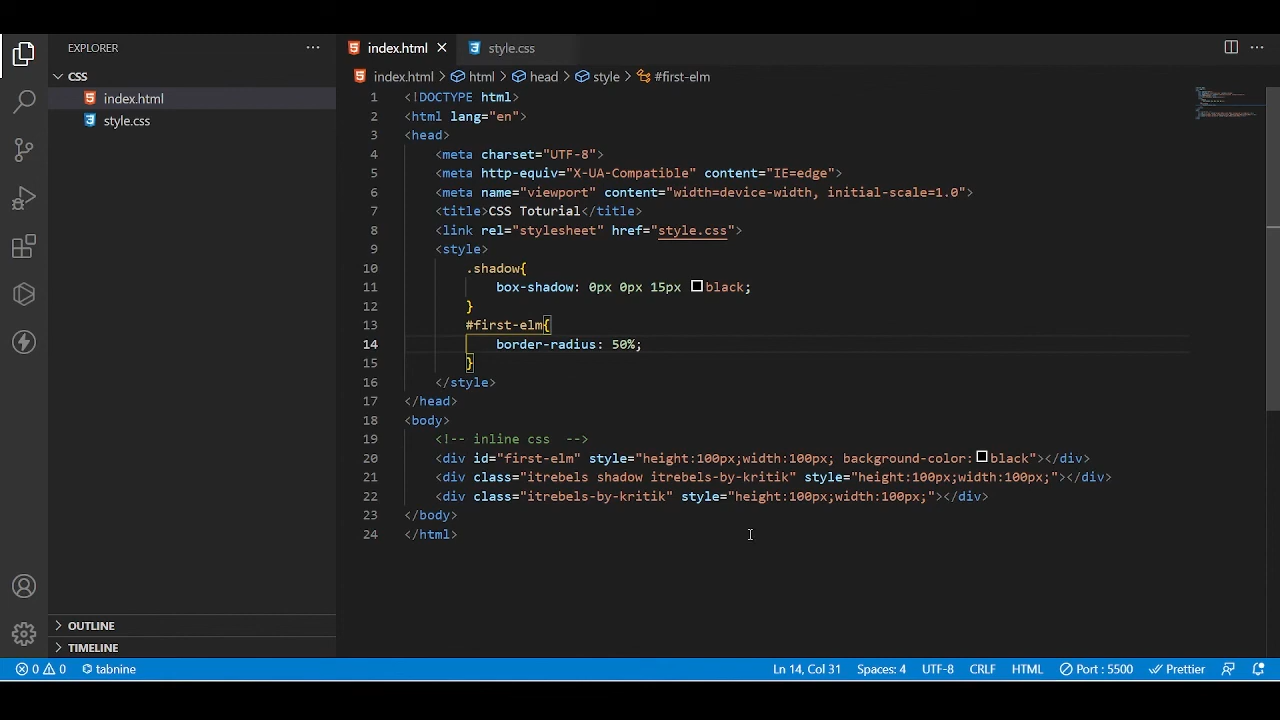 EXPLORER ...
CSS
index.html
style.css
OUTLINE
TIMELINE
index.html style.css ...
index.html > html > head > style > #first-elm
1 <!DOCTYPE html>
2 <html lang="en">
3 <head>
4 <meta charset="UTF-8">
5 <meta http-equiv="X-UA-Compatible" content="IE=edge">
6 <meta name="viewport" content="width=device-width, initial-scale=1.0">
7 <title>CSS Toturial</title>
8 <link rel="stylesheet" href="style.css">
9 <style>
10 .shadow{
11 box-shadow: 0px 0px 15px black;
12 }
13 #first-elm{
14 border-radius: 50%;
15 }
16 </style>
17 </head>
18 <body>
19 <!-- inline css  -->
20 <div id="first-elm" style="height:100px;width:100px; background-color:black"></div>
21 <div class="itrebels shadow itrebels-by-kritik" style="height:100px;width:100px;"></div>
22 <div class="itrebels-by-kritik" style="height:100px;width:100px;"></div>
23 </body>
24 </html>
0 0 tabnine Ln 14, Col 31 Spaces: 4 UTF-8 CRLF HTML Port : 5500 Prettier